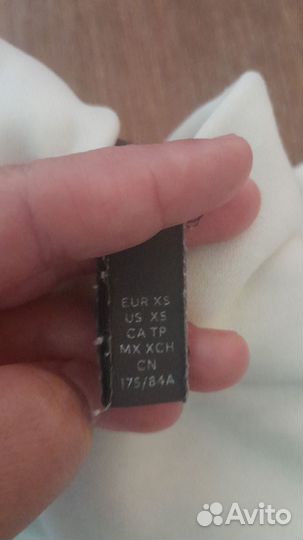 EUR XS
US XS
CA TP
MX XCH
CN
175/84A
Avito